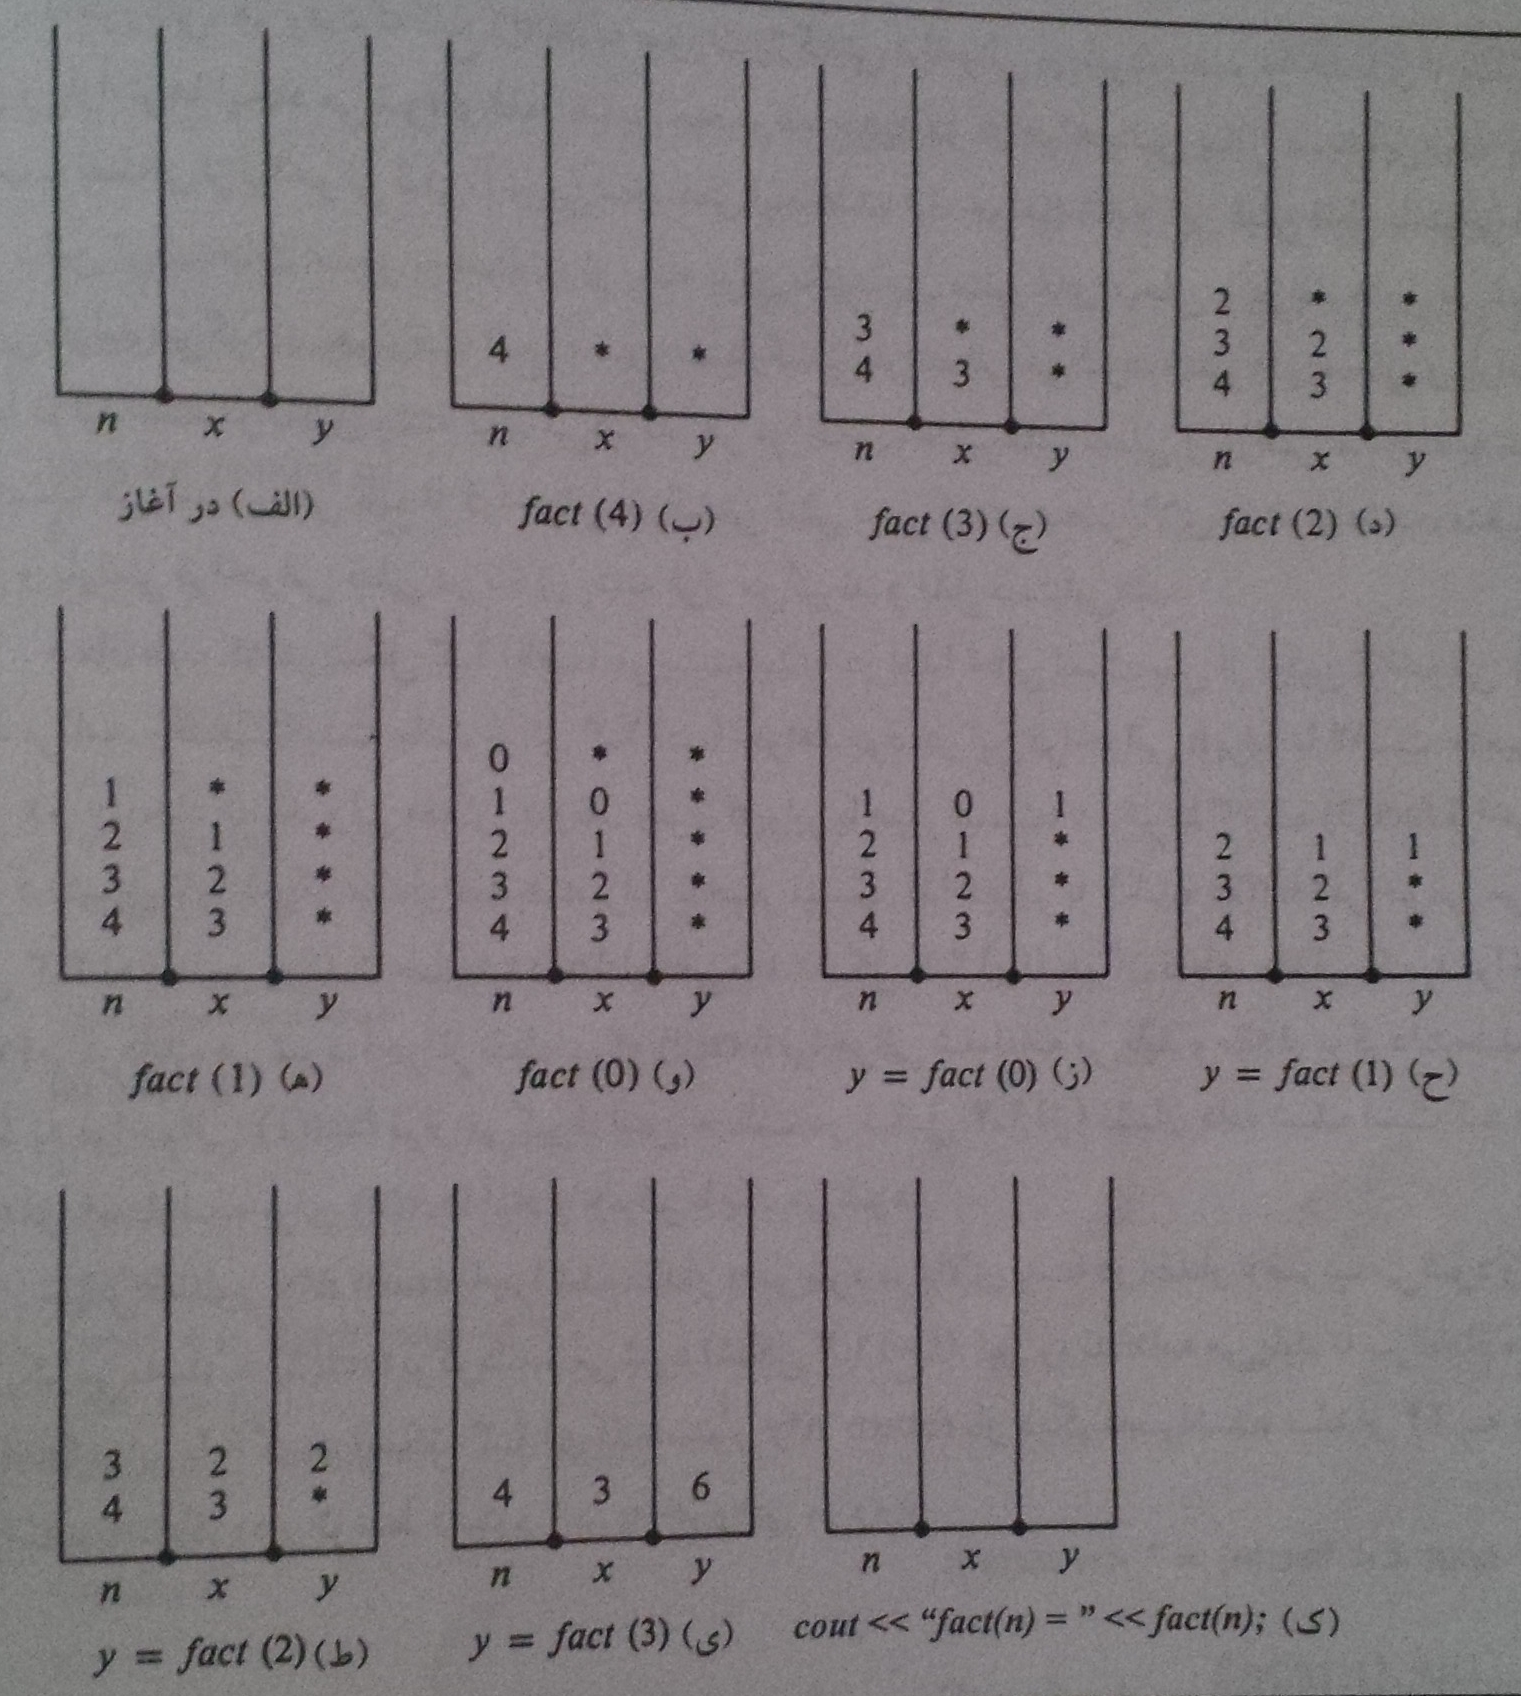 2 * *
3 * * 3 2 *
4 * * 4 3 * 4 3 *
n x y n x y n x y n x y
(الف) در آغاز fact (4) (ب) fact (3) (ج) fact (2) (د)
0 * *
1 * * 1 0 * 1 0 1
2 1 * 2 1 * 2 1 * 2 1 1
3 2 * 3 2 * 3 2 * 3 2 *
4 3 * 4 3 * 4 3 * 4 3 *
n x y n x y n x y n x y
fact (1) (ه) fact (0) (و) y = fact (0) (ز) y = fact (1) (ح)
3 2 2
4 3 * 4 3 6
n x y n x y n x y
y = fact (2) (ط) y = fact (3) (ی) cout << “fact(n) = ” << fact(n); (ک)